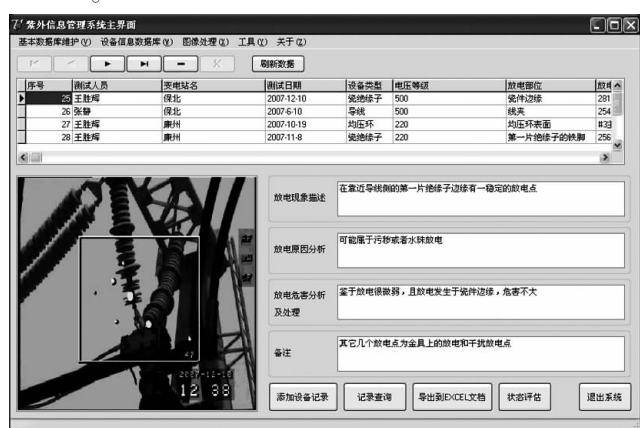 紫外信息管理系统主界面
基本数据库维护(V) 设备信息数据库(Y) 图像处理(Z) 工具(X) 关于(Z)
刷新数据
序号 测试人员 变电站名 测试日期 设备类型 电压等级 放电部位
25 王胜辉 保北 2007-12-10 瓷绝缘子 500 瓷件边缘 281
26 张静 保北 2007-6-10 导线 500 线夹 254
27 王胜辉 廉州 2007-10-19 均压环 220 均压环表面
28 王胜辉 廉州 2007-11-8 瓷绝缘子 220 第一片绝缘子的铁脚 256
放电现象描述 在靠近导线侧的第一片绝缘子边缘有一稳定的放电点
放电原因分析 可能属于污秽或者水珠放电
放电危害分析及处理 鉴于放电很微弱，且放电发生于瓷件边缘，危害不大
备注 其它几个放电点为金具上的放电和干扰放电点
47
2007-12-10
12 38
添加设备记录 记录查询 导出到EXCEL文档 状态评估 退出系统